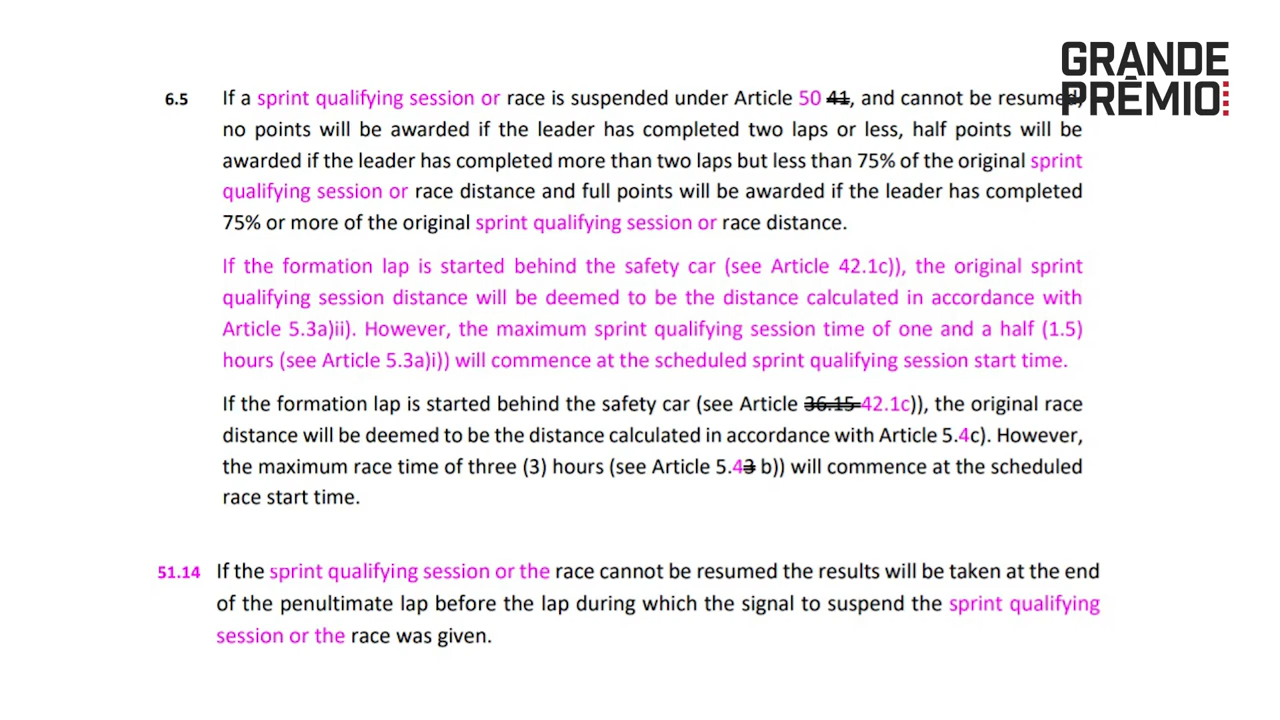 GRANDE
PRÊMIO
6.5 If a sprint qualifying session or race is suspended under Article 50 41, and cannot be resumed,
no points will be awarded if the leader has completed two laps or less, half points will be
awarded if the leader has completed more than two laps but less than 75% of the original sprint
qualifying session or race distance and full points will be awarded if the leader has completed
75% or more of the original sprint qualifying session or race distance.
If the formation lap is started behind the safety car (see Article 42.1c)), the original sprint
qualifying session distance will be deemed to be the distance calculated in accordance with
Article 5.3a)ii). However, the maximum sprint qualifying session time of one and a half (1.5)
hours (see Article 5.3a)i)) will commence at the scheduled sprint qualifying session start time.
If the formation lap is started behind the safety car (see Article 36.15 42.1c)), the original race
distance will be deemed to be the distance calculated in accordance with Article 5.4c). However,
the maximum race time of three (3) hours (see Article 5.43 b)) will commence at the scheduled
race start time.
51.14 If the sprint qualifying session or the race cannot be resumed the results will be taken at the end
of the penultimate lap before the lap during which the signal to suspend the sprint qualifying
session or the race was given.